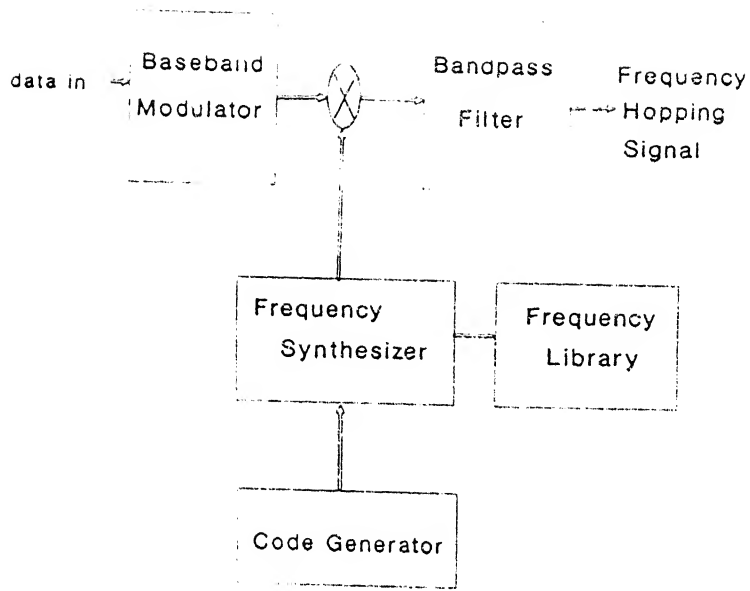 data in
Baseband
Modulator
Bandpass
Filter
Frequency
Hopping
Signal
Frequency
Synthesizer
Frequency
Library
Code Generator